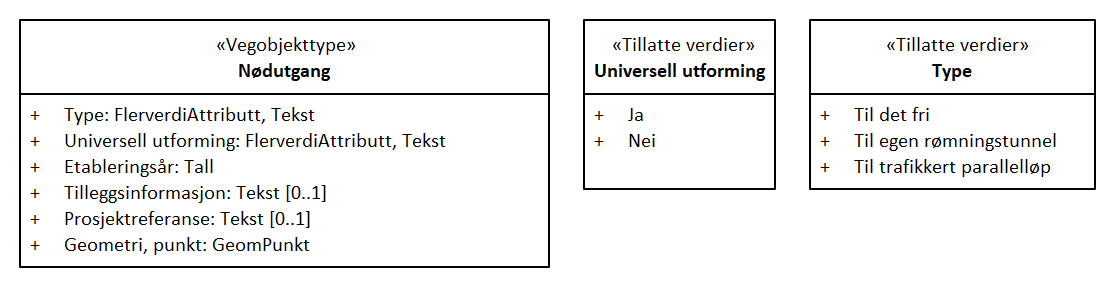 «Vegobjekttype»
Nødutgang
+ Type: FlerverdiAttributt, Tekst
+ Universell utforming: FlerverdiAttributt, Tekst
+ Etableringsår: Tall
+ Tilleggsinformasjon: Tekst [0..1]
+ Prosjektreferanse: Tekst [0..1]
+ Geometri, punkt: GeomPunkt
«Tillatte verdier»
Universell utforming
+ Ja
+ Nei
«Tillatte verdier»
Type
+ Til det fri
+ Til egen rømningstunnel
+ Til trafikkert parallelløp